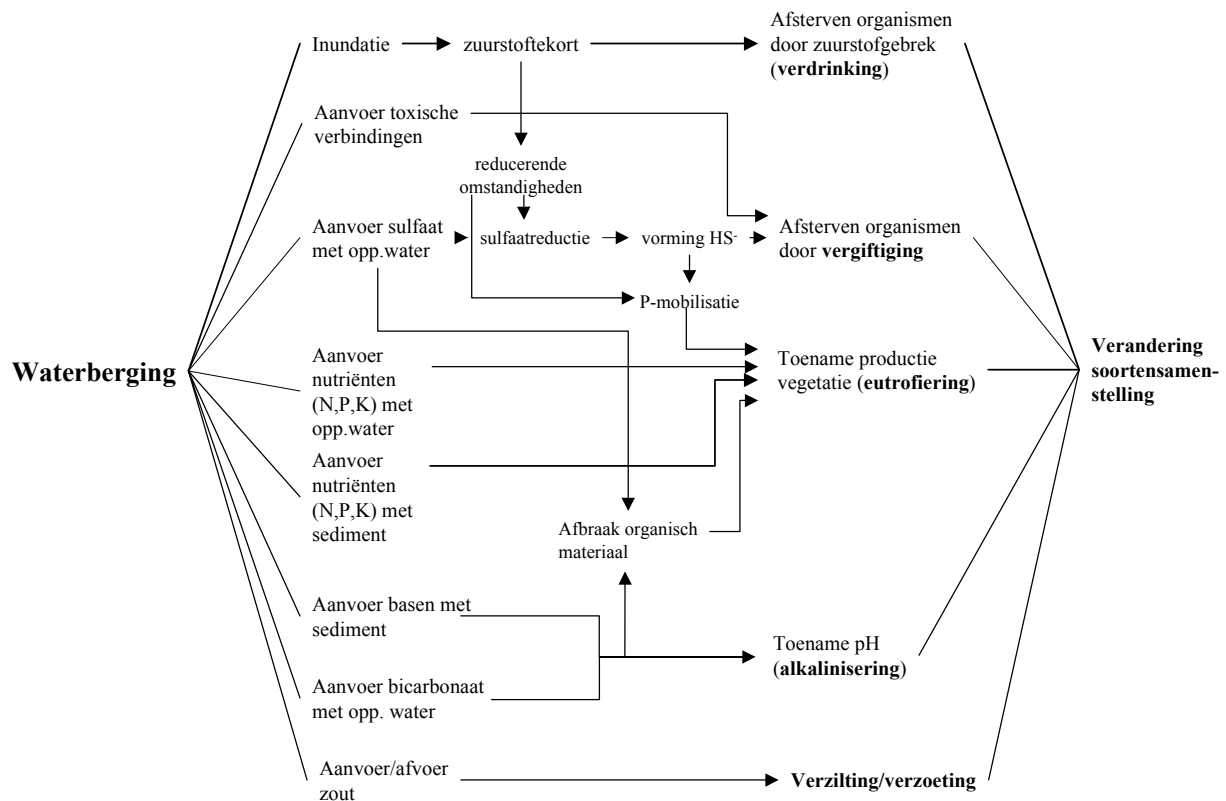 Inundatie
zuurstoftekort
Afsterven organismen
door zuurstofgebrek
(verdrinking)
Aanvoer toxische
verbindingen
reducerende
omstandigheden
Aanvoer sulfaat
met opp.water
sulfaatreductie
vorming HS-
Afsterven organismen
door vergiftiging
P-mobilisatie
Waterberging
Aanvoer
nutriënten
(N,P,K) met
opp.water
Toename productie
vegetatie (eutrofiering)
Verandering
soortensamen-
stelling
Aanvoer
nutriënten
(N,P,K) met
sediment
Afbraak organisch
materiaal
Aanvoer basen met
sediment
Toename pH
(alkalinisering)
Aanvoer bicarbonaat
met opp. water
Aanvoer/afvoer
zout
Verzilting/verzoeting